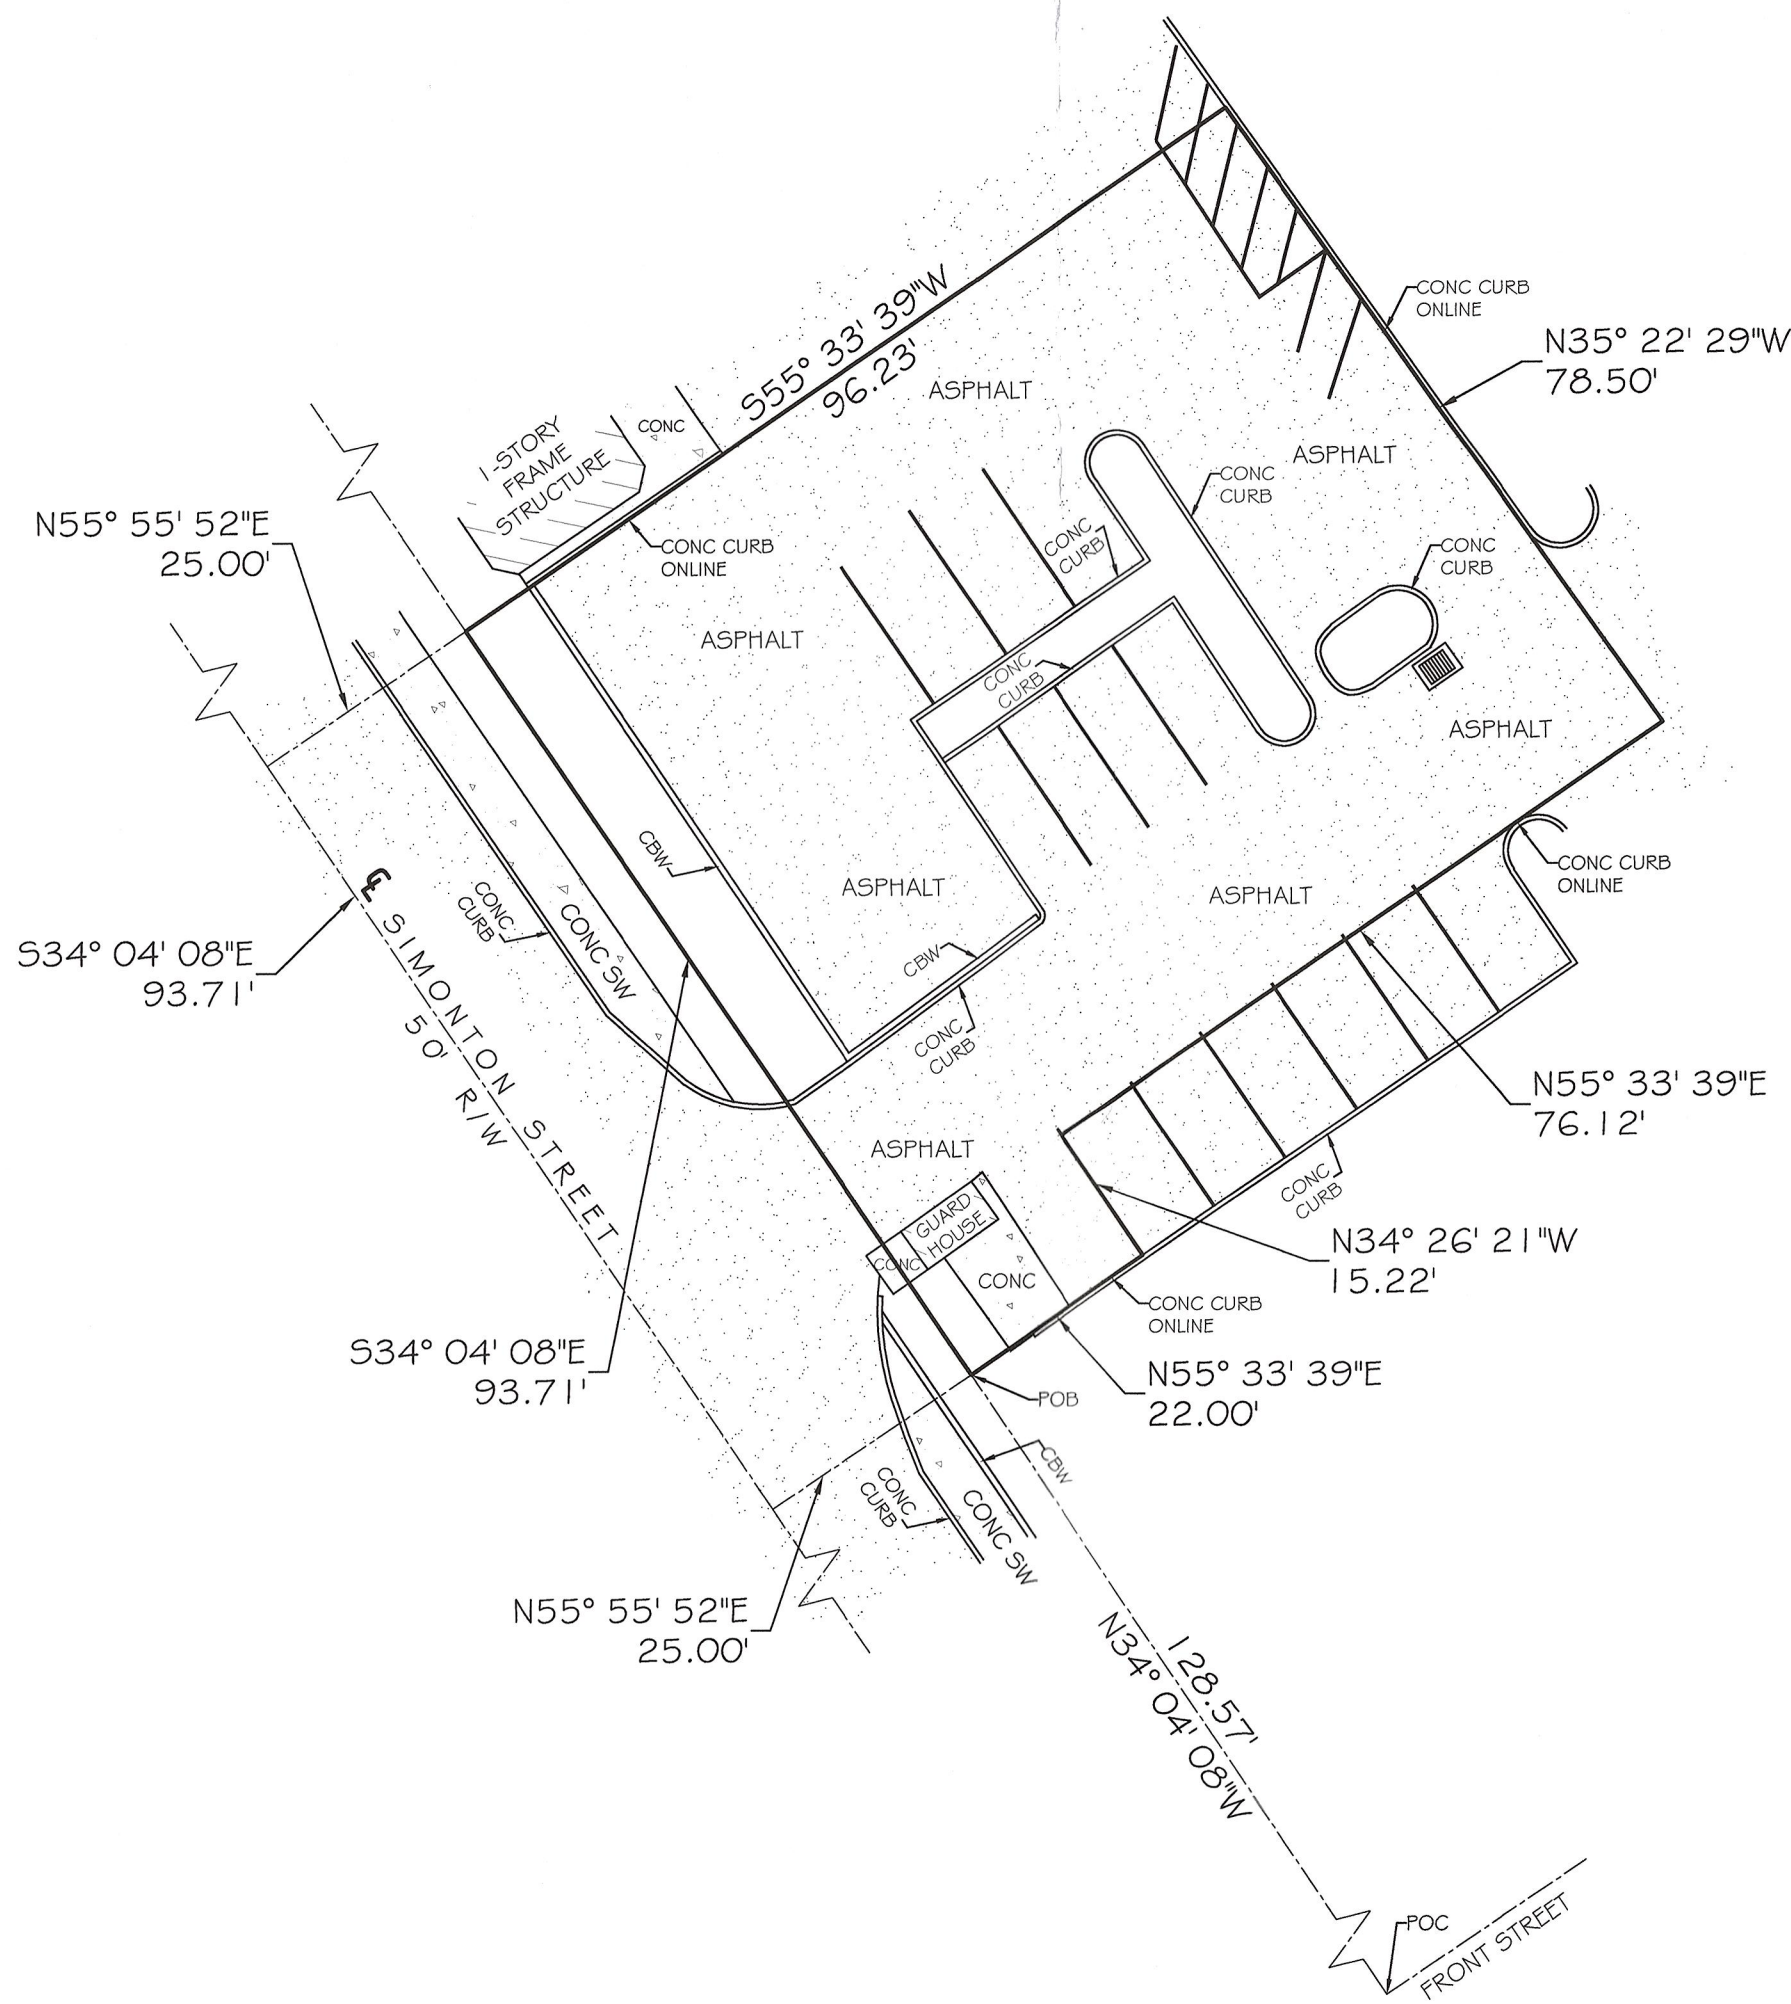 CONC CURB
ONLINE
N35° 22' 29"W
78.50'
S55° 33' 39"W
96.23'
ASPHALT
CONC
1-STORY
FRAME
STRUCTURE
ASPHALT
CONC
CURB
N55° 55' 52"E
25.00'
CONC CURB
ONLINE
CONC
CURB
CONC
CURB
ASPHALT
CONC
CURB
ASPHALT
CBW
ASPHALT
ASPHALT
CONC CURB
ONLINE
CONC
CURB
CONC SW
CBW
S34° 04' 08"E
93.71'
℄ SIMONTON STREET
50' R/W
CONC
CURB
N55° 33' 39"E
76.12'
ASPHALT
CONC
CURB
GUARD
HOUSE
CONC
CONC
N34° 26' 21"W
15.22'
CONC CURB
ONLINE
S34° 04' 08"E
93.71'
N55° 33' 39"E
22.00'
POB
CBW
CONC
CURB
CONC SW
N55° 55' 52"E
25.00'
128.57'
N34° 04' 08"W
POC
FRONT STREET